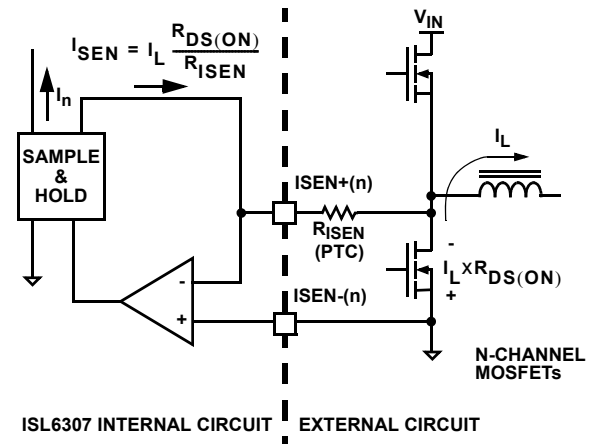 V_IN
I_SEN = I_L R_DS(ON) / R_ISEN
I_n
I_L
SAMPLE
&
HOLD
ISEN+(n)
R_ISEN
(PTC)
-
I_L x R_DS(ON)
+
-
+
ISEN-(n)
N-CHANNEL
MOSFETs
ISL6307 INTERNAL CIRCUIT
EXTERNAL CIRCUIT